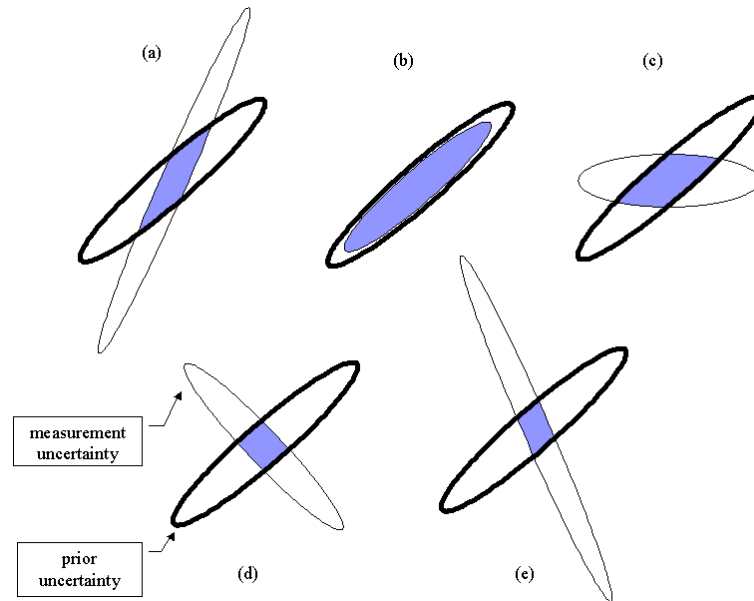 (a)
(b)
(c)
measurement
uncertainty
prior
uncertainty
(d)
(e)